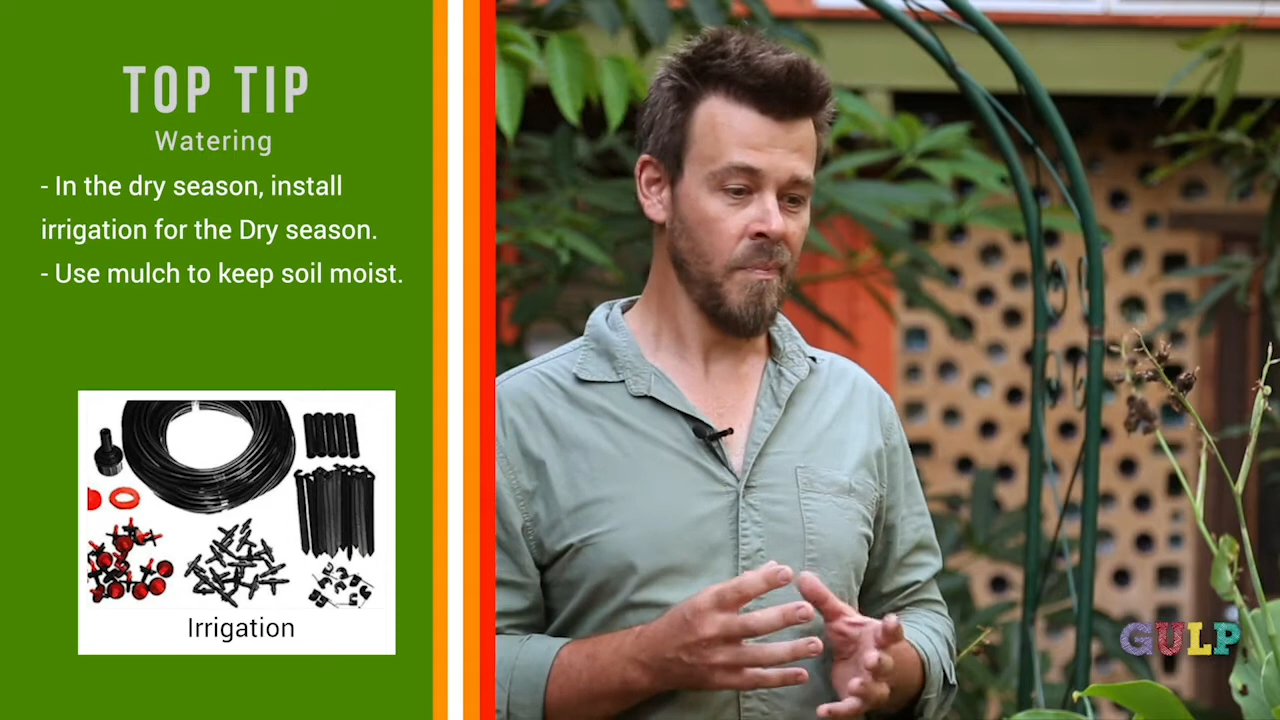 TOP TIP
Watering
- In the dry season, install
irrigation for the Dry season.
- Use mulch to keep soil moist.
Irrigation
GULP